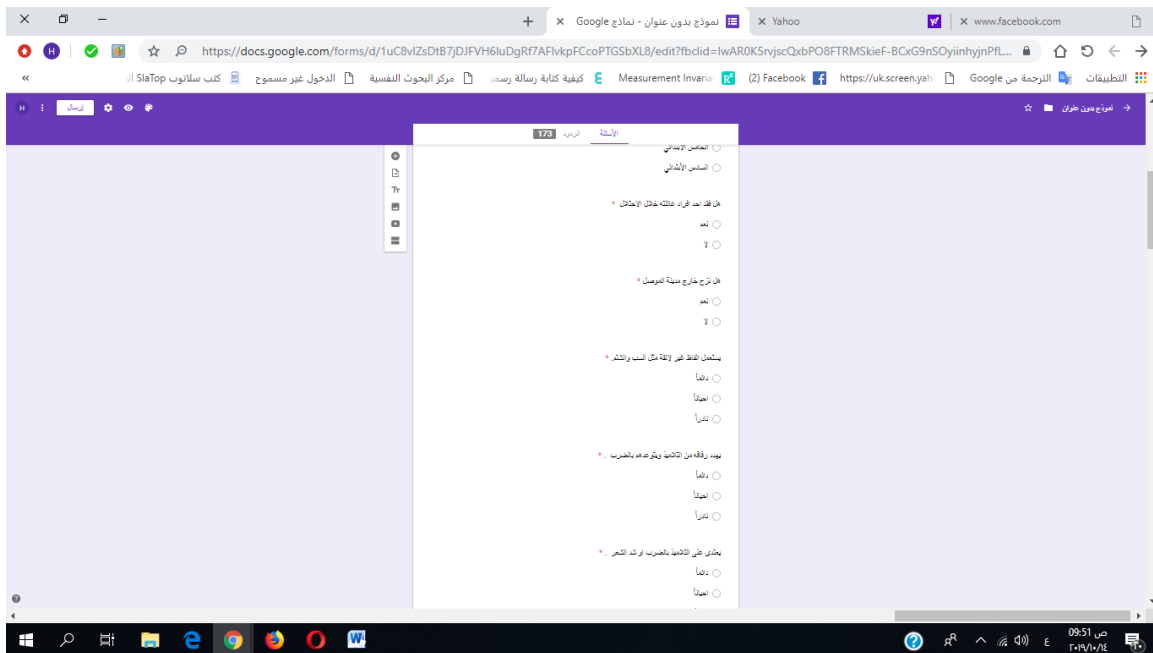 نموذج بدون عنوان - نماذج Google
Yahoo
www.facebook.com
https://docs.google.com/forms/d/1uC8vlZsDtB7jDJFVH6luDgRf7AFlvkpFCcoPTGSbXL8/edit?fbclid=IwAR0K5rvjscQxbPO8FTRMSkieF-BCxG9nSOyiinhyjnPfL...
التطبيقات
الترجمة من Google
https://uk.screen.yah
(2) Facebook
Measurement Invaria
كيفية كتابة رسالة رسمي
مركز البحوث النفسية
الدخول غير مسموح
كتب سلاتوب SlaTop ال
نموذج بدون عنوان
إرسال
H
الأسئلة
الردود 173
الخامس الابتدائي
السادس الأبتدائي
هل فقد احد افراد عائلته خلال الاحتلال *
نعم
لا
هل نزح خارج مدينة الموصل *
نعم
لا
يستعمل الفاظ غير لائقة مثل السب والشتم *
دائماً
احياناً
نادراً
يهدد رفاقه من التلاميذ ويتوعدهم بالضرب . *
دائماً
احياناً
نادراً
يعتدي على التلاميذ بالضرب او شد الشعر . *
دائماً
احياناً
09:51 ص
٢٠١٩/١٠/١٤
ع